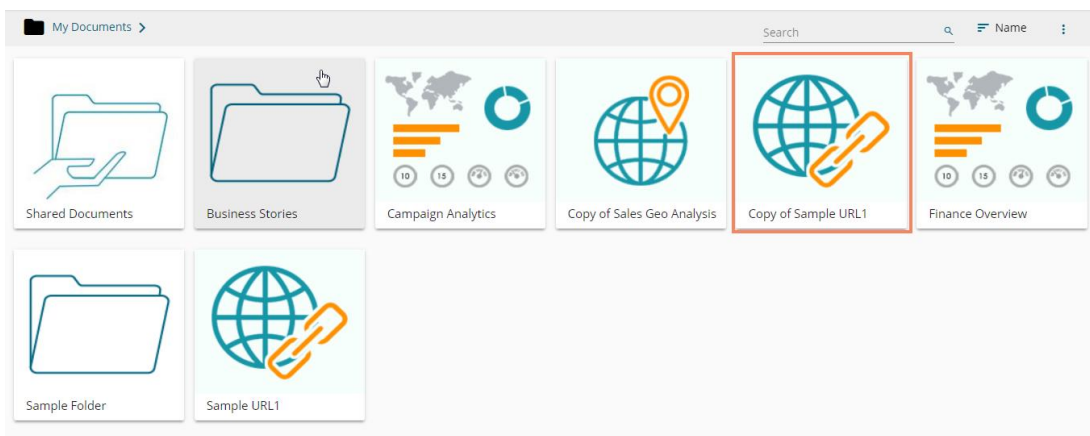 My Documents
Search
Name
10 15
10 15
Shared Documents
Business Stories
Campaign Analytics
Copy of Sales Geo Analysis
Copy of Sample URL1
Finance Overview
Sample Folder
Sample URL1